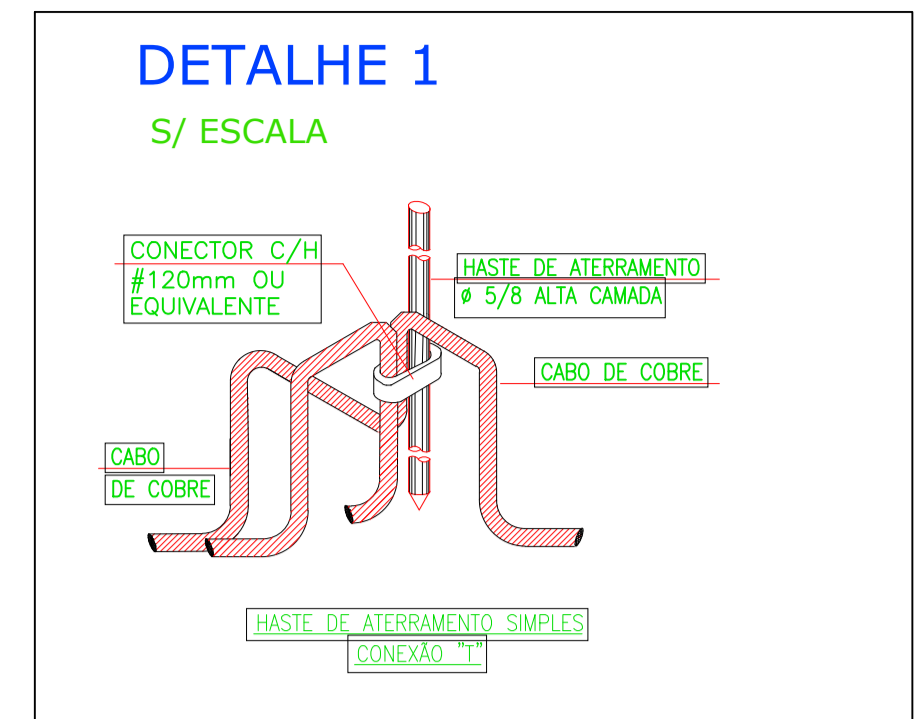 DETALHE 1
S/ ESCALA
CONECTOR C/H
#120mm OU
EQUIVALENTE
HASTE DE ATERRAMENTO
ø 5/8 ALTA CAMADA
CABO DE COBRE
CABO
DE COBRE
HASTE DE ATERRAMENTO SIMPLES
CONEXÃO "T"